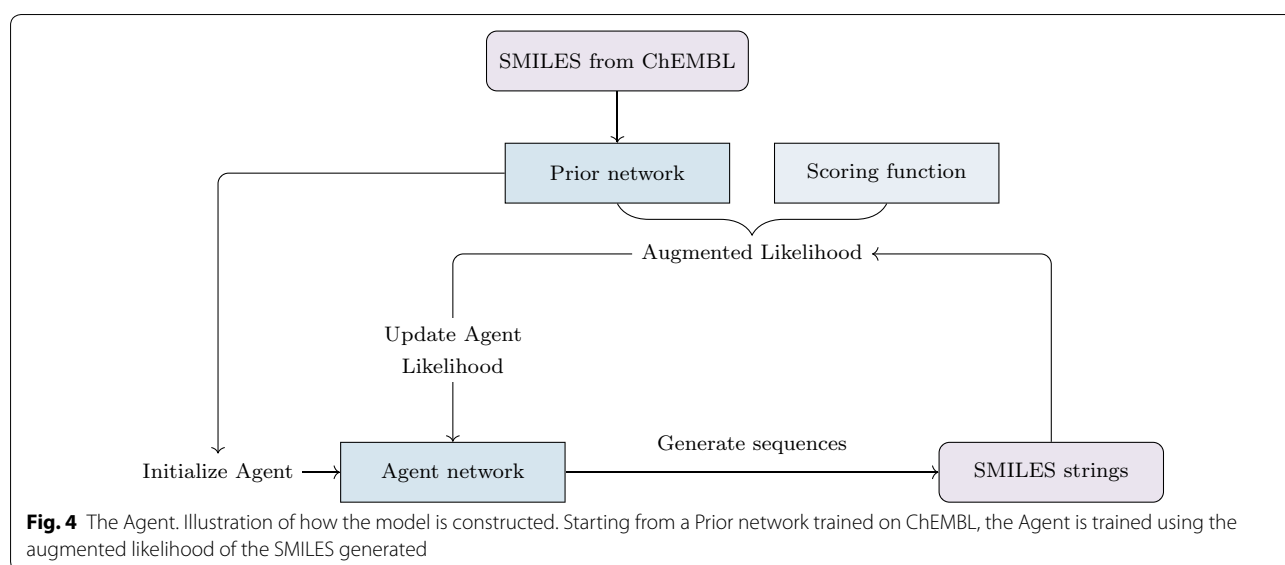 SMILES from ChEMBL
Prior network
Scoring function
Augmented Likelihood
Update Agent
Likelihood
Generate sequences
Initialize Agent
Agent network
SMILES strings
Fig. 4 The Agent. Illustration of how the model is constructed. Starting from a Prior network trained on ChEMBL, the Agent is trained using the
augmented likelihood of the SMILES generated